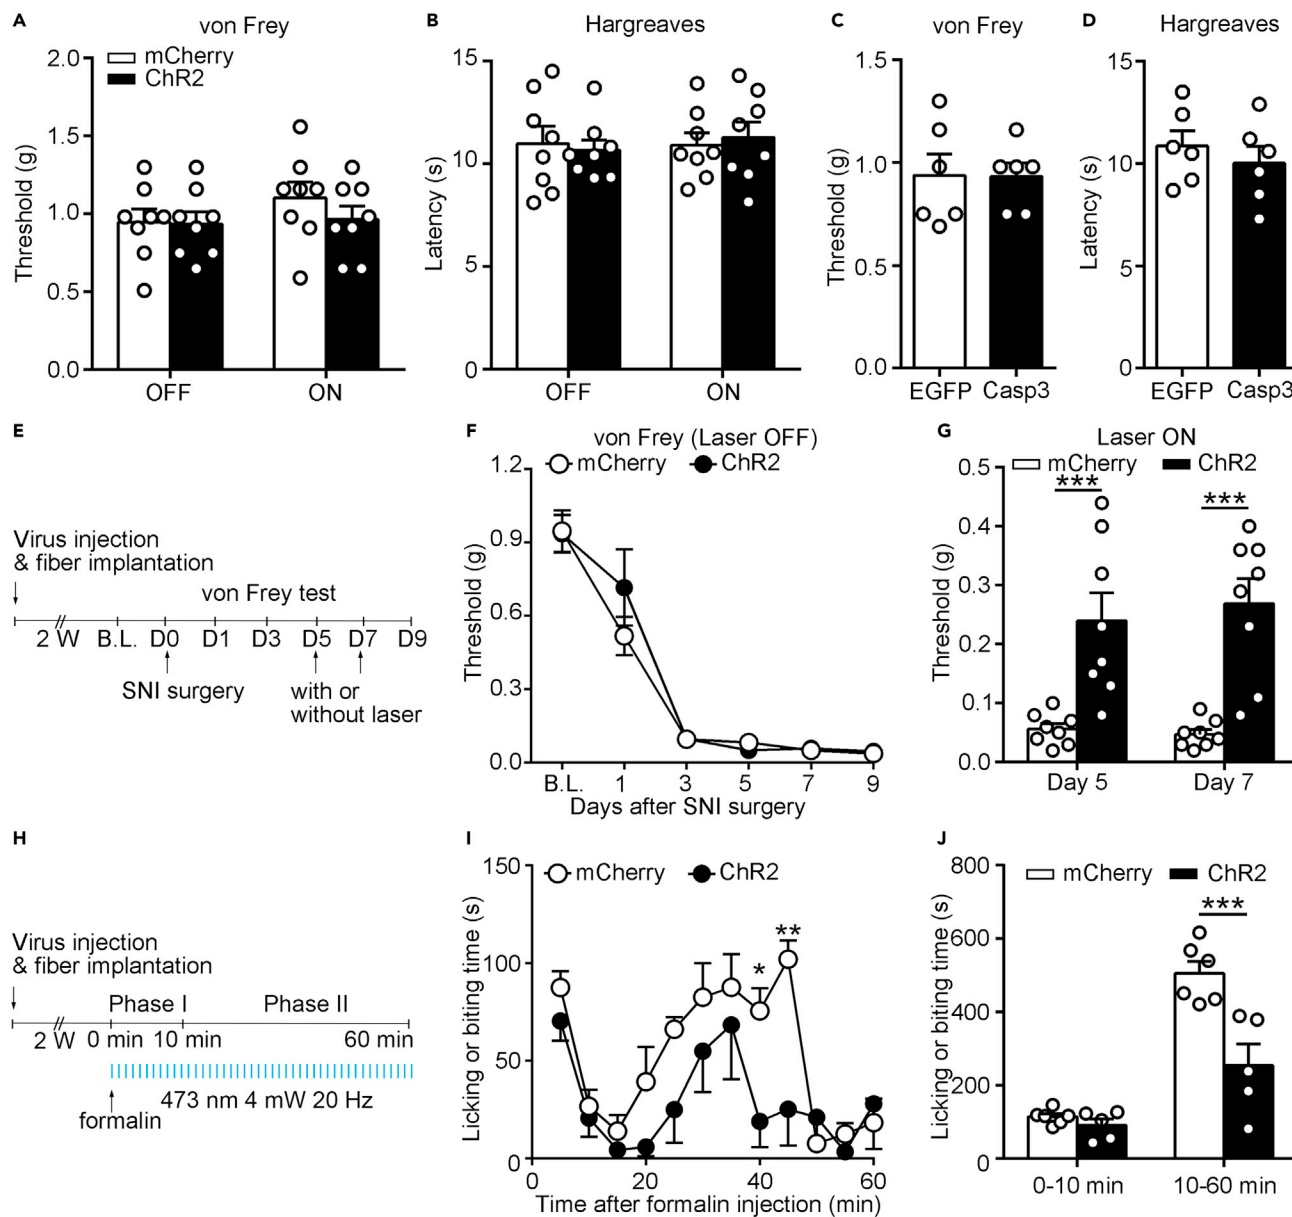 A
von Frey
mCherry
ChR2
Threshold (g)
2.0
1.5
1.0
0.5
0.0
OFF
ON
B
Hargreaves
Latency (s)
15
10
5
0
OFF
ON
C
von Frey
Threshold (g)
1.5
1.0
0.5
0.0
EGFP
Casp3
D
Hargreaves
Latency (s)
15
10
5
0
EGFP
Casp3
E
Virus injection
& fiber implantation
von Frey test
2 W
B.L.
D0
D1
D3
D5
D7
D9
SNI surgery
with or
without laser
F
von Frey (Laser OFF)
mCherry
ChR2
Threshold (g)
1.2
0.9
0.6
0.3
0.0
B.L.
1
3
5
7
9
Days after SNI surgery
G
Laser ON
mCherry
ChR2
Threshold (g)
0.5
0.4
0.3
0.2
0.1
0.0
***
***
Day 5
Day 7
H
Virus injection
& fiber implantation
Phase I
Phase II
2 W
0 min
10 min
60 min
473 nm 4 mW 20 Hz
formalin
I
mCherry
ChR2
Licking or biting time (s)
150
100
50
0
*
**
0
20
40
60
Time after formalin injection (min)
J
mCherry
ChR2
Licking or biting time (s)
800
600
400
200
0
***
0-10 min
10-60 min